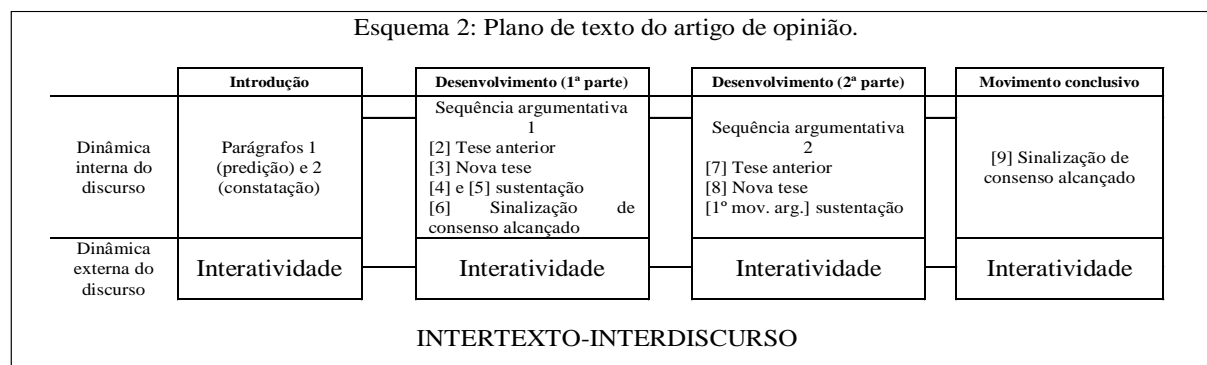 Esquema 2: Plano de texto do artigo de opinião.
Introdução
Desenvolvimento (1ª parte)
Desenvolvimento (2ª parte)
Movimento conclusivo
Dinâmica
interna do
discurso
Parágrafos 1
(predição) e 2
(constatação)
Sequência argumentativa
1
[2] Tese anterior
[3] Nova tese
[4] e [5] sustentação
[6] Sinalização de
consenso alcançado
Sequência argumentativa
2
[7] Tese anterior
[8] Nova tese
[1º mov. arg.] sustentação
[9] Sinalização de
consenso alcançado
Dinâmica
externa do
discurso
Interatividade
Interatividade
Interatividade
Interatividade
INTERTEXTO-INTERDISCURSO